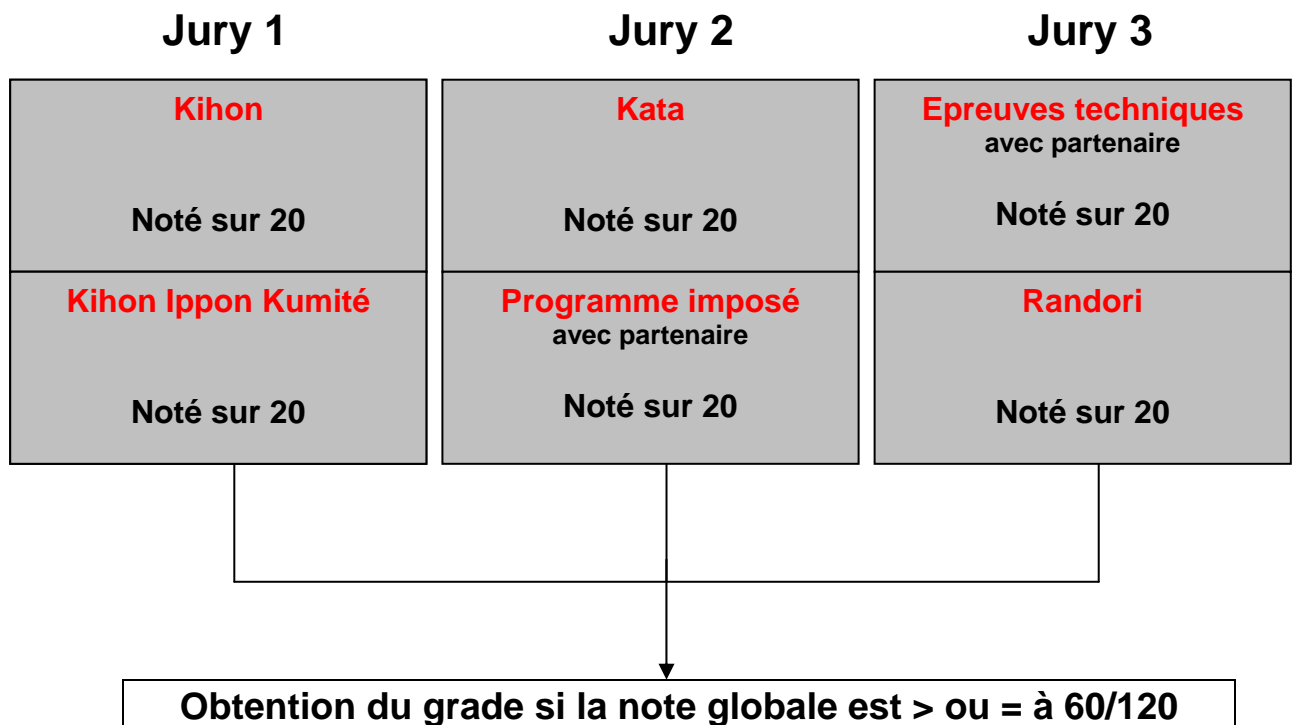 Jury 1
Jury 2
Jury 3
Kihon
Noté sur 20
Kata
Noté sur 20
Epreuves techniques
avec partenaire
Noté sur 20
Kihon Ippon Kumité
Noté sur 20
Programme imposé
avec partenaire
Noté sur 20
Randori
Noté sur 20
Obtention du grade si la note globale est > ou = à 60/120